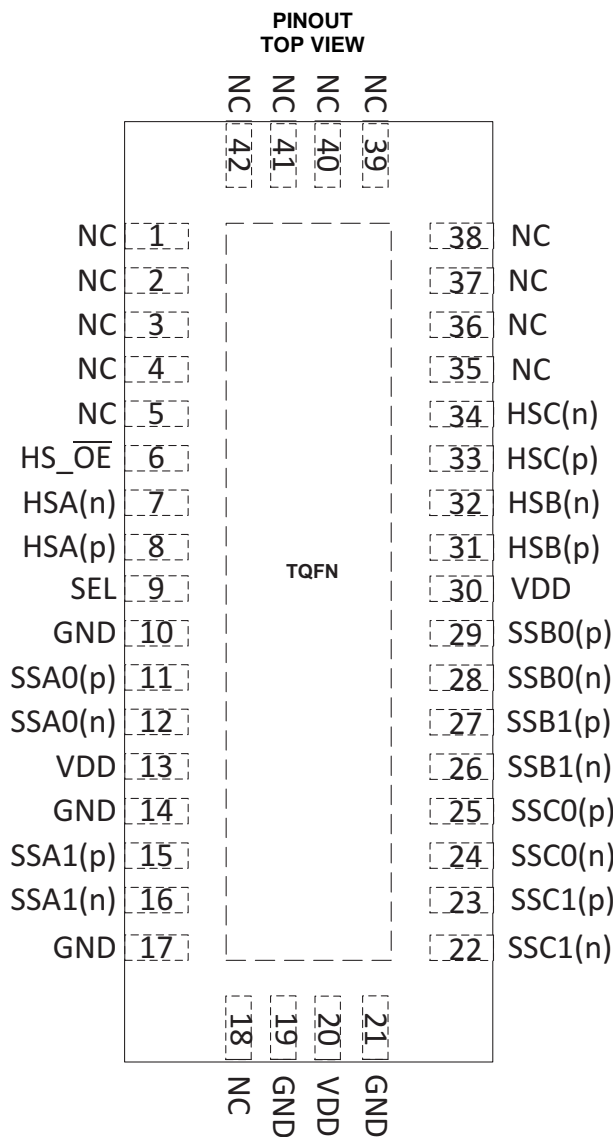 PINOUT
TOP VIEW
NC NC NC NC
42 41 40 39
NC 1 38 NC
NC 2 37 NC
NC 3 36 NC
NC 4 35 NC
NC 5 34 HSC(n)
HS_O̅E̅ 6 33 HSC(p)
HSA(n) 7 32 HSB(n)
HSA(p) 8 31 HSB(p)
SEL 9 30 VDD
GND 10 29 SSB0(p)
SSA0(p) 11 28 SSB0(n)
SSA0(n) 12 27 SSB1(p)
VDD 13 26 SSB1(n)
GND 14 25 SSC0(p)
SSA1(p) 15 24 SSC0(n)
SSA1(n) 16 23 SSC1(p)
GND 17 22 SSC1(n)
TQFN
18 19 20 21
NC GND VDD GND